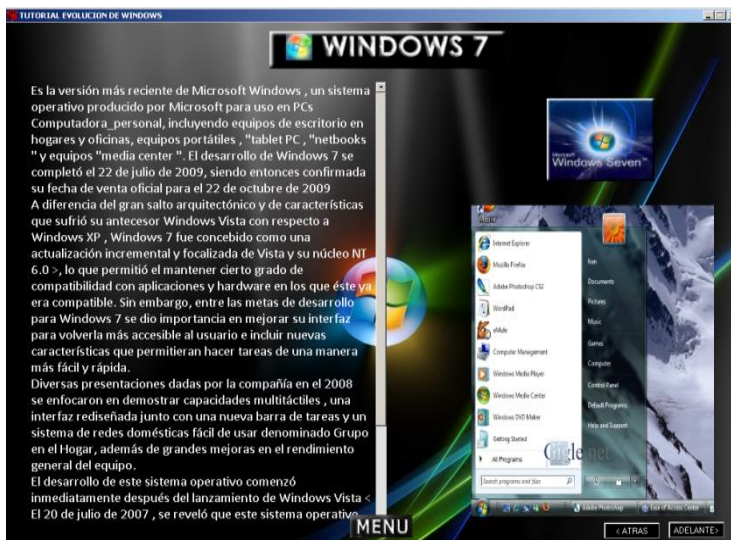 TUTORIAL EVOLUCION DE WINDOWS
WINDOWS 7
Es la versión más reciente de Microsoft Windows , un sistema
operativo producido por Microsoft para uso en PCs
Computadora_personal, incluyendo equipos de escritorio en
hogares y oficinas, equipos portátiles , "tablet PC , "netbooks
" y equipos "media center ". El desarrollo de Windows 7 se
completó el 22 de julio de 2009, siendo entonces confirmada
su fecha de venta oficial para el 22 de octubre de 2009
A diferencia del gran salto arquitectónico y de características
que sufrió su antecesor Windows Vista con respecto a
Windows XP , Windows 7 fue concebido como una
actualización incremental y focalizada de Vista y su núcleo NT
6.0 >, lo que permitió el mantener cierto grado de
compatibilidad con aplicaciones y hardware en los que éste ya
era compatible. Sin embargo, entre las metas de desarrollo
para Windows 7 se dio importancia en mejorar su interfaz
para volverla más accesible al usuario e incluir nuevas
características que permitieran hacer tareas de una manera
más fácil y rápida.
Diversas presentaciones dadas por la compañía en el 2008
se enfocaron en demostrar capacidades multitáctiles , una
interfaz rediseñada junto con una nueva barra de tareas y un
sistema de redes domésticas fácil de usar denominado Grupo
en el Hogar, además de grandes mejoras en el rendimiento
general del equipo.
El desarrollo de este sistema operativo comenzó
inmediatamente después del lanzamiento de Windows Vista <
El 20 de julio de 2007 , se reveló que este sistema operativo
Microsoft
Windows Seven™
Internet Explorer
Mozilla Firefox
Adobe Photoshop CS2
WordPad
eMule
Computer Management
Windows Media Player
Windows Media Center
Windows DVD Maker
Getting Started
All Programs
Search programs and files
Documents
Pictures
Music
Games
Computer
Control Panel
Default Programs
Help and Support
Adobe Photoshop
Ease of Access Center
MENU
< ATRAS
ADELANTE>